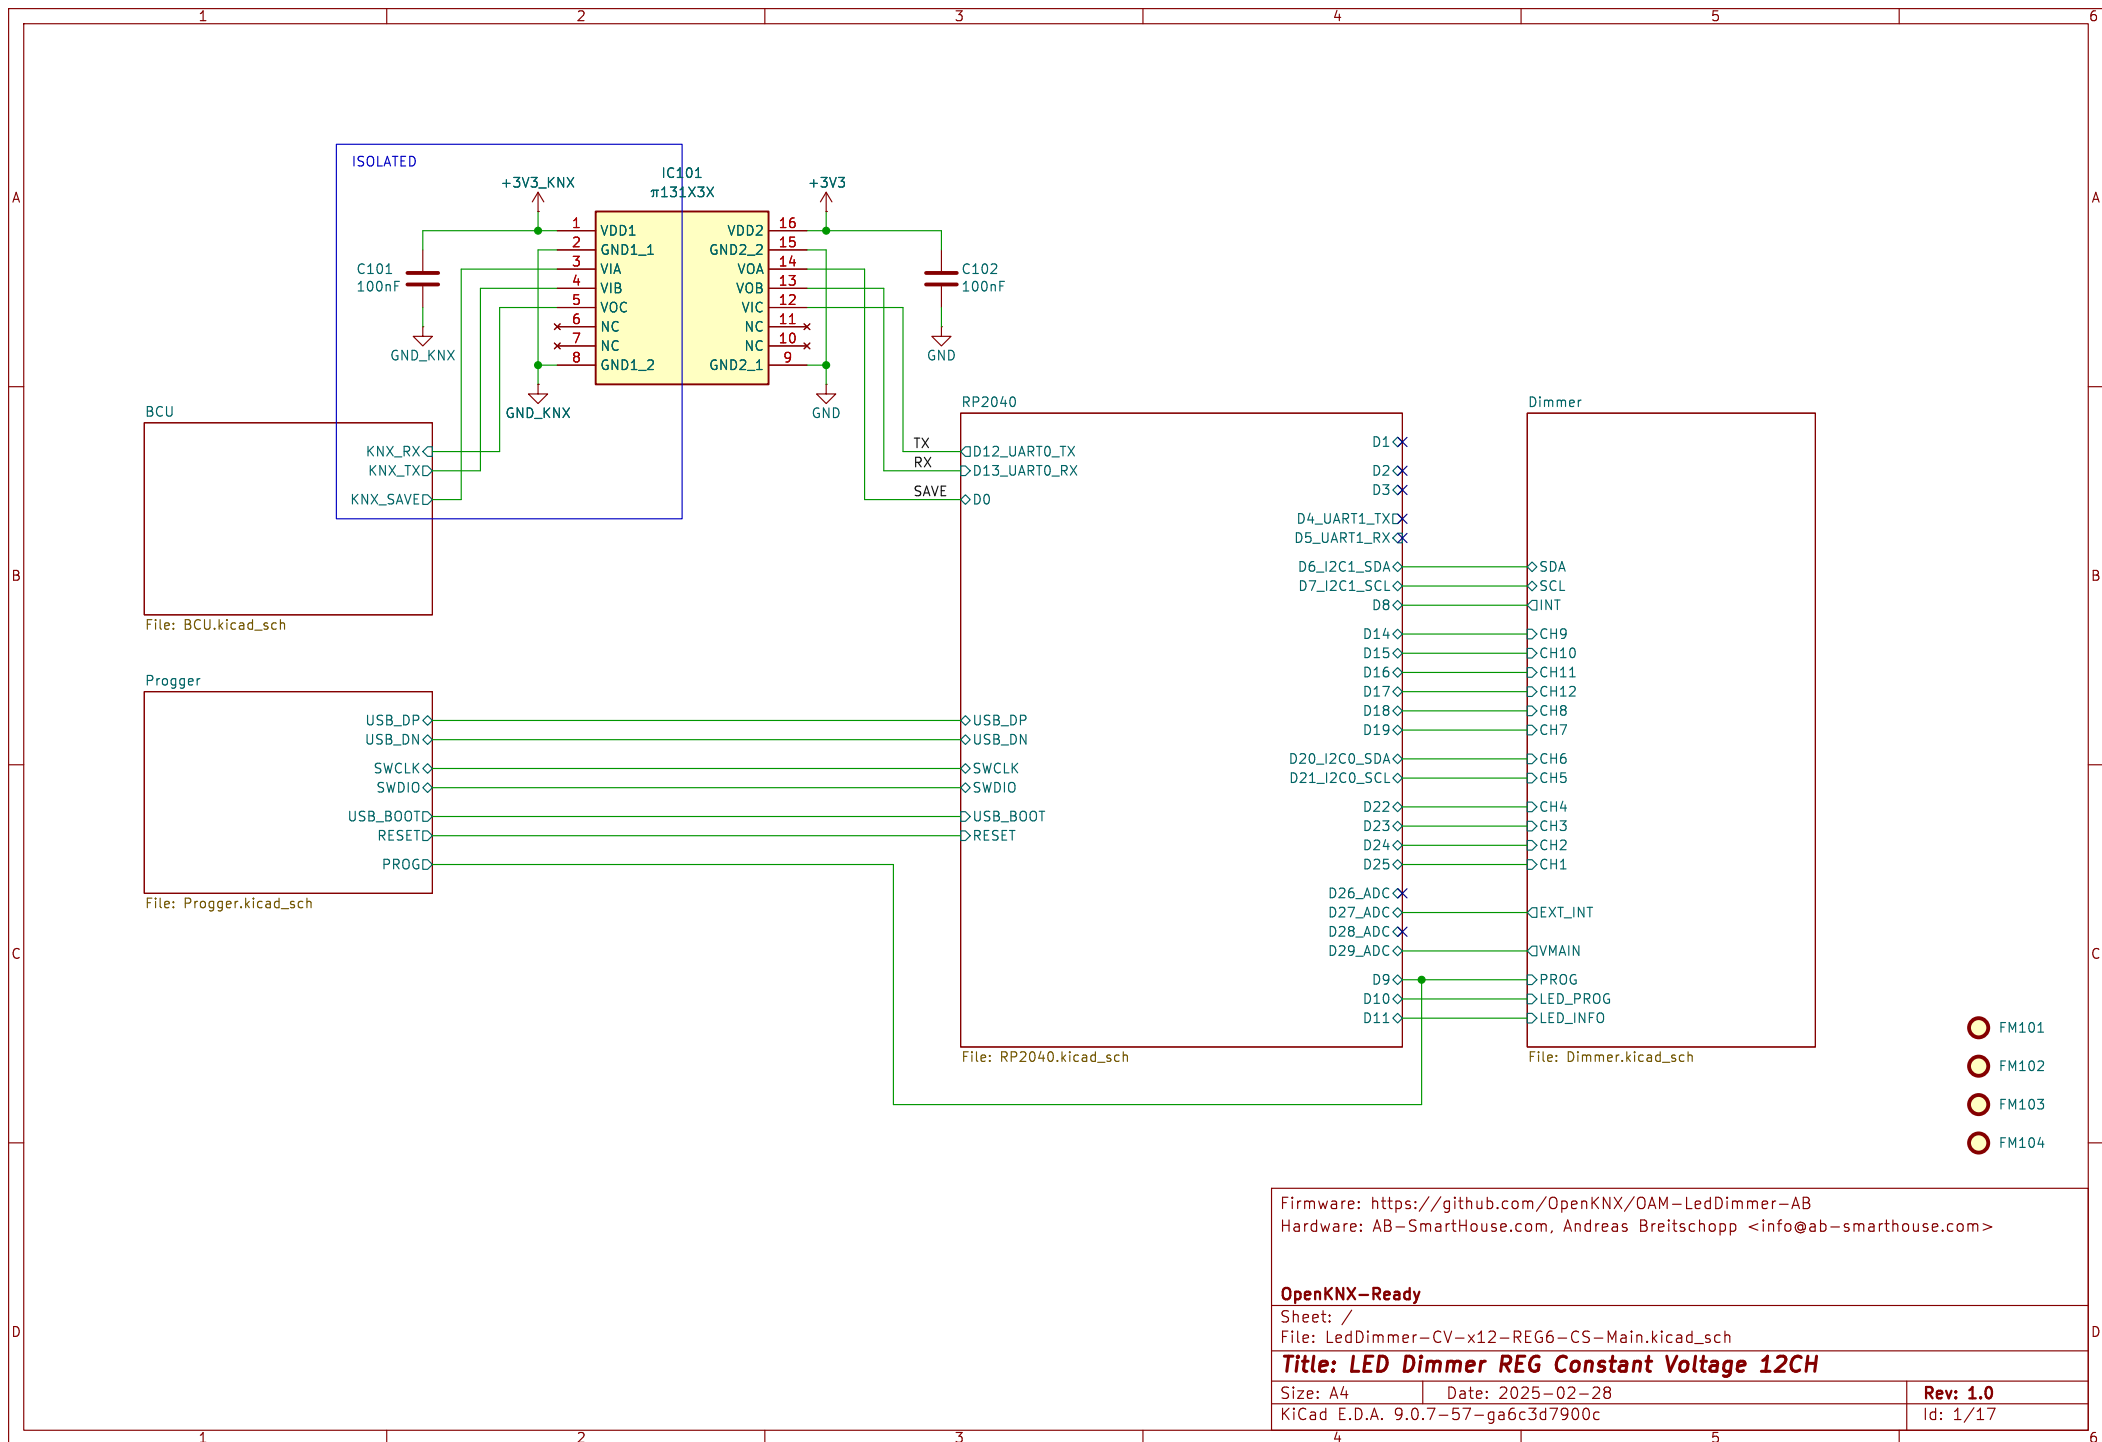 1 2 3 4 5 6
A A
ISOLATED
IC101
π131X3X
+3V3_KNX
+3V3
1 VDD1 VDD2 16
2 GND1_1 GND2_2 15
3 VIA VOA 14
4 VIB VOB 13
5 VOC VIC 12
6 NC NC 11
7 NC NC 10
8 GND1_2 GND2_1 9
C101
100nF
GND_KNX
GND_KNX
C102
100nF
GND
GND
BCU
KNX_RX
KNX_TX
KNX_SAVE
File: BCU.kicad_sch
TX
RX
SAVE
RP2040
D12_UART0_TX
D13_UART0_RX
D0
USB_DP
USB_DN
SWCLK
SWDIO
USB_BOOT
RESET
D1
D2
D3
D4_UART1_TX
D5_UART1_RX
D6_I2C1_SDA
D7_I2C1_SCL
D8
D14
D15
D16
D17
D18
D19
D20_I2C0_SDA
D21_I2C0_SCL
D22
D23
D24
D25
D26_ADC
D27_ADC
D28_ADC
D29_ADC
D9
D10
D11
File: RP2040.kicad_sch
Dimmer
SDA
SCL
INT
CH9
CH10
CH11
CH12
CH8
CH7
CH6
CH5
CH4
CH3
CH2
CH1
EXT_INT
VMAIN
PROG
LED_PROG
LED_INFO
File: Dimmer.kicad_sch
B B
Progger
USB_DP
USB_DN
SWCLK
SWDIO
USB_BOOT
RESET
PROG
File: Progger.kicad_sch
C C
FM101
FM102
FM103
FM104
Firmware: https://github.com/OpenKNX/OAM-LedDimmer-AB
Hardware: AB-SmartHouse.com, Andreas Breitschopp <info@ab-smarthouse.com>
OpenKNX-Ready
Sheet: /
File: LedDimmer-CV-x12-REG6-CS-Main.kicad_sch
Title: LED Dimmer REG Constant Voltage 12CH
Size: A4 Date: 2025-02-28 Rev: 1.0
KiCad E.D.A. 9.0.7-57-ga6c3d7900c Id: 1/17
D D
1 2 3 4 5 6